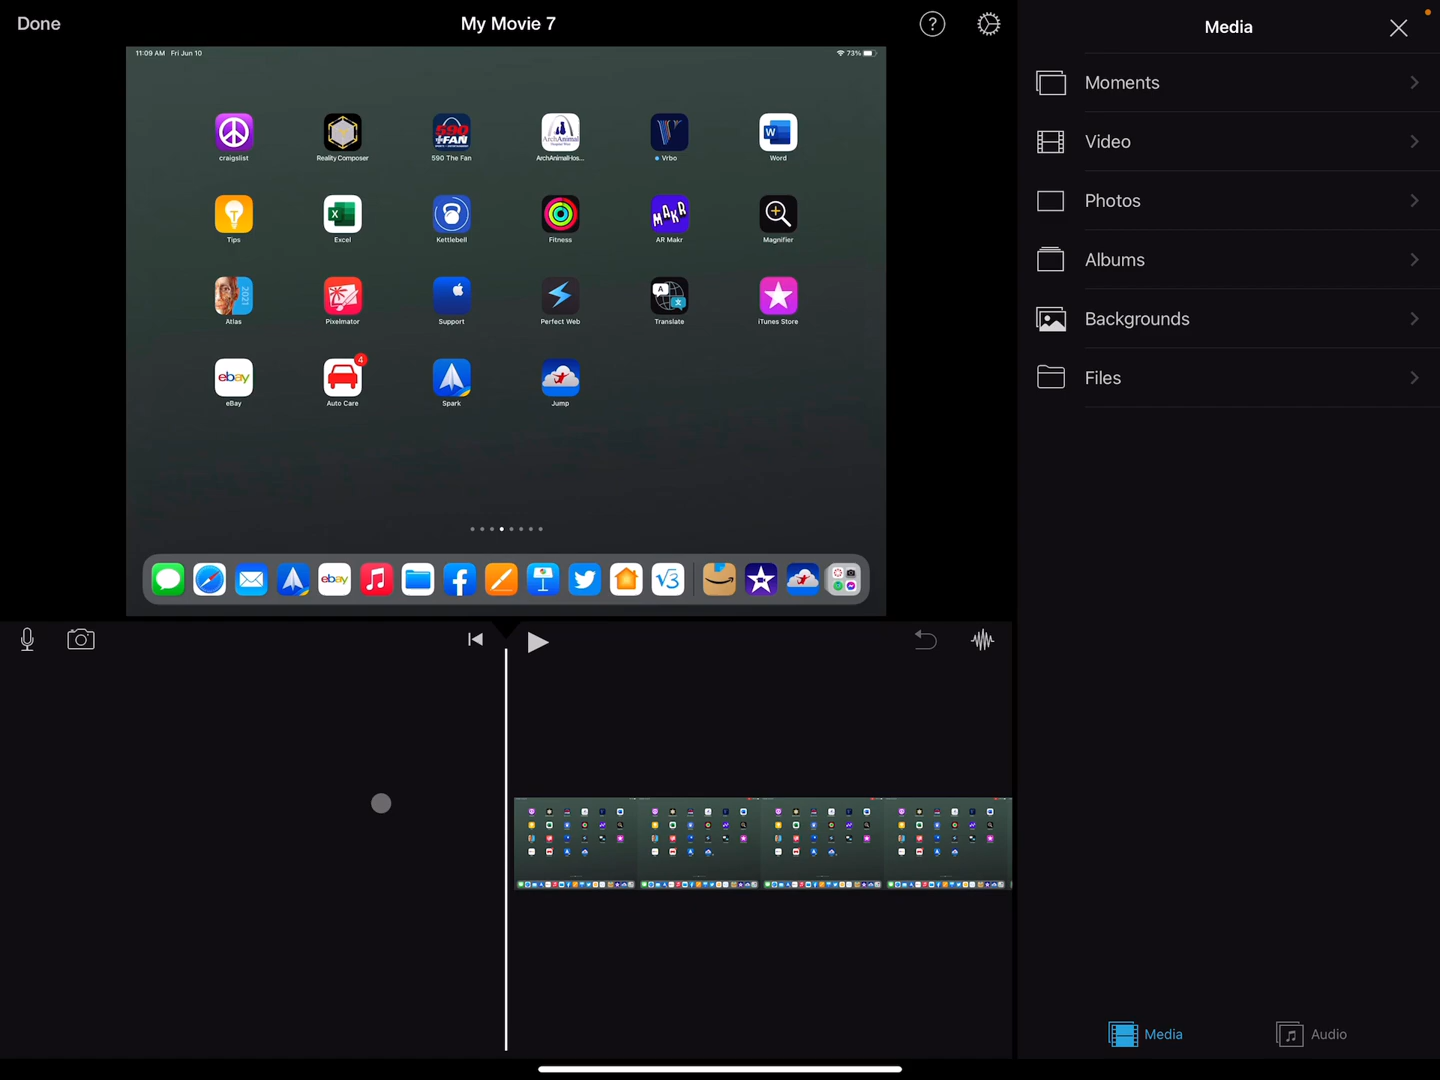 Done
My Movie 7
?
Media
11:09 AM Fri Jun 10
73%
Moments
Video
Photos
Albums
Backgrounds
Files
craigslist
Reality Composer
590 The Fan
ArchAnimalHos...
Vrbo
Word
Tips
Excel
Kettlebell
Fitness
AR Makr
Magnifier
Atlas
Pixelmator
Support
Perfect Web
Translate
iTunes Store
eBay
4
Auto Care
Spark
Jump
Media
Audio